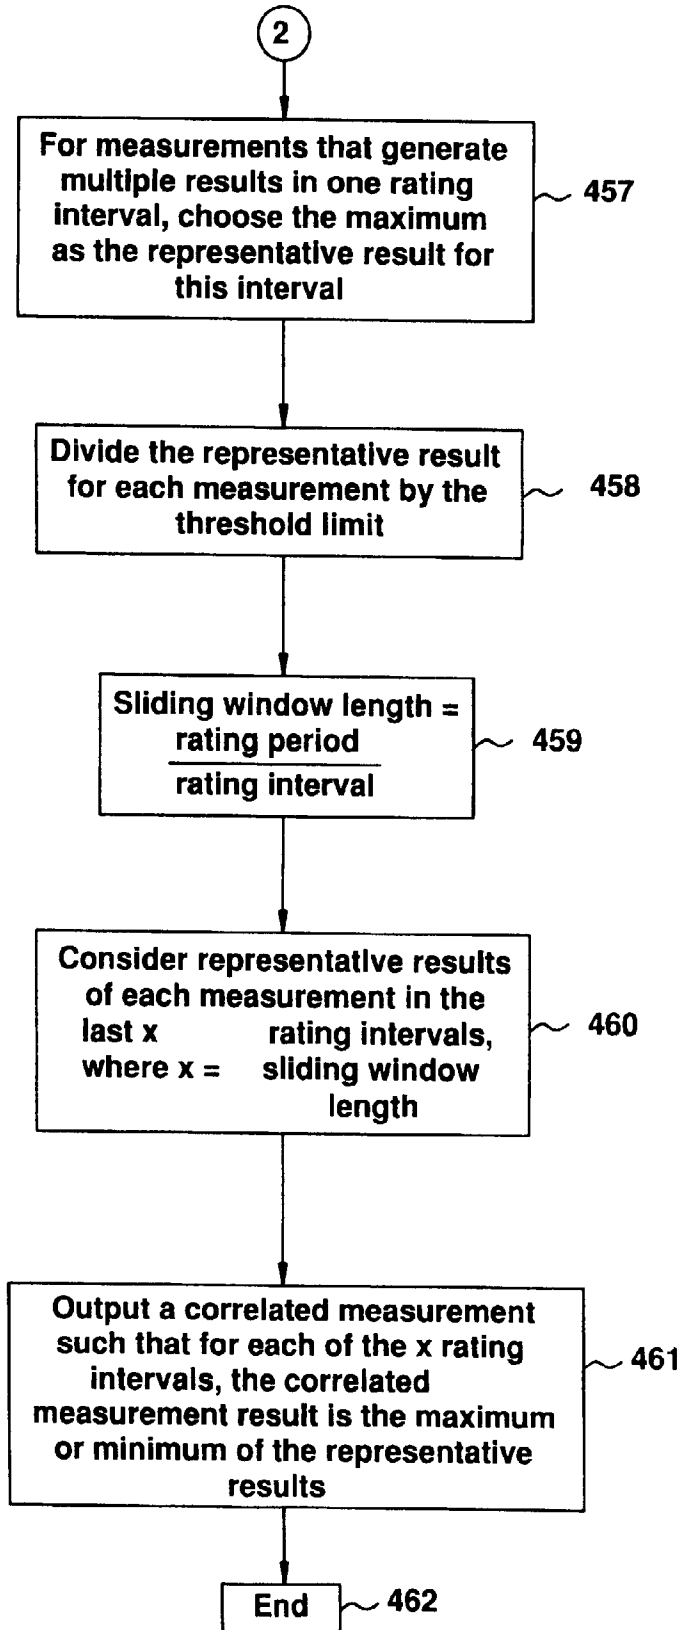 2
For measurements that generate
multiple results in one rating
interval, choose the maximum
as the representative result for
this interval
457
Divide the representative result
for each measurement by the
threshold limit
458
Sliding window length =
rating period
rating interval
459
Consider representative results
of each measurement in the
last x rating intervals,
where x = sliding window
length
460
Output a correlated measurement
such that for each of the x rating
intervals, the correlated
measurement result is the maximum
or minimum of the representative
results
461
End
462